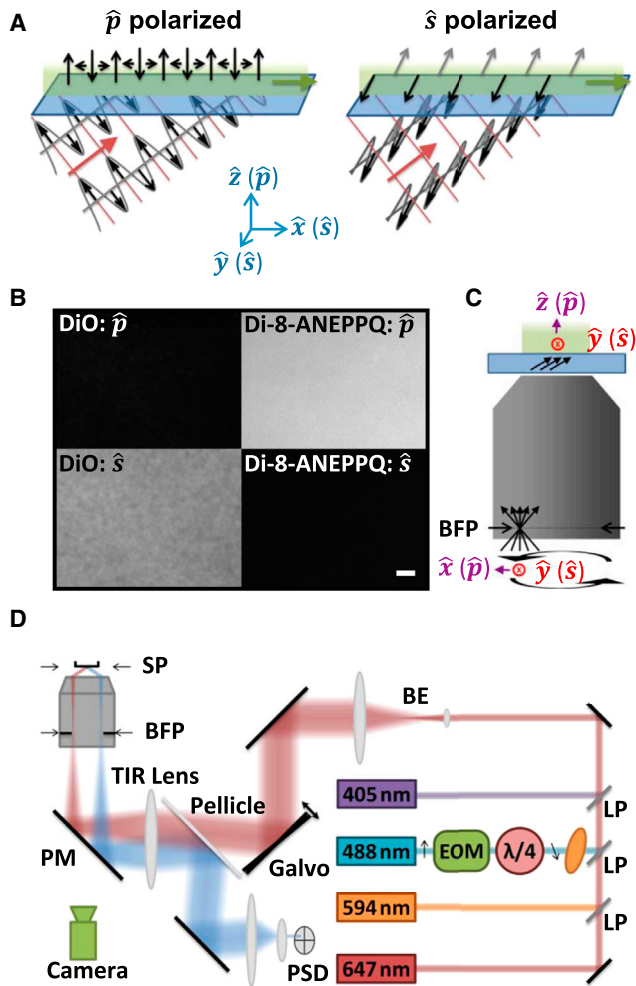 A
p̂ polarized
ŝ polarized
ẑ (p̂)
x̂ (ŝ)
ŷ (ŝ)
B
DiO: p̂
Di-8-ANEPPQ: p̂
DiO: ŝ
Di-8-ANEPPQ: ŝ
C
ẑ (p̂)
ŷ (ŝ)
BFP
x̂ (p̂)
ŷ (ŝ)
D
SP
BFP
TIR Lens
Pellicle
PM
Galvo
Camera
PSD
BE
405 nm
LP
488 nm
EOM
λ/4
LP
594 nm
LP
647 nm